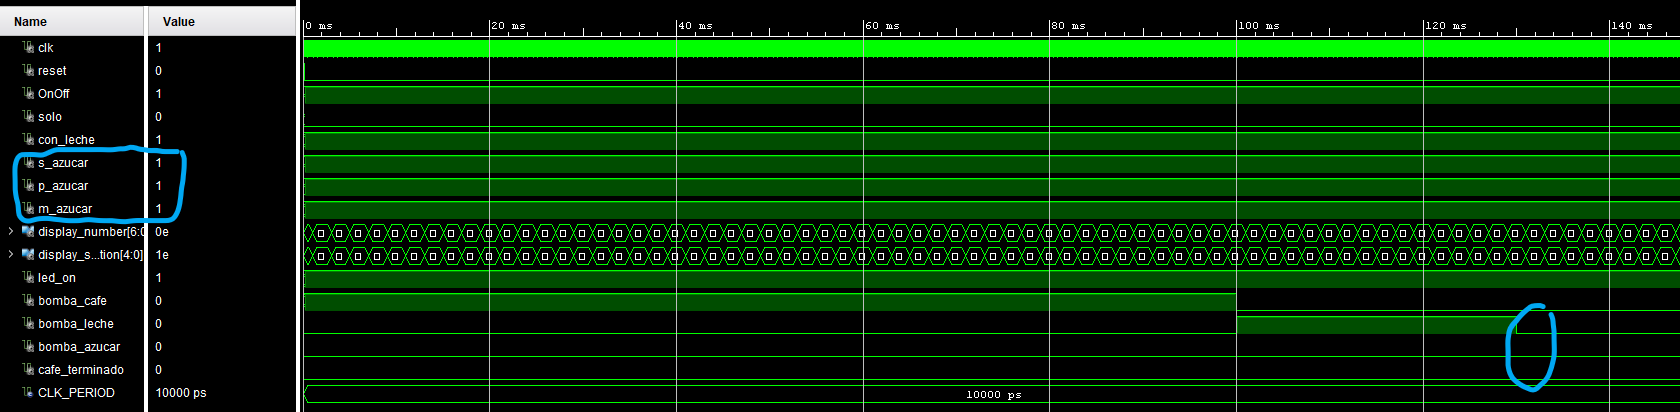 Name Value
0 ms 20 ms 40 ms 60 ms 80 ms 100 ms 120 ms 140 ms
clk 1
reset 0
OnOff 1
solo 0
con_leche 1
s_azucar 1
p_azucar 1
m_azucar 1
display_number[6:0 0e
display_s...tion[4:0] 1e
led_on 1
bomba_cafe 0
bomba_leche 0
bomba_azucar 0
cafe_terminado 0
CLK_PERIOD 10000 ps 10000 ps